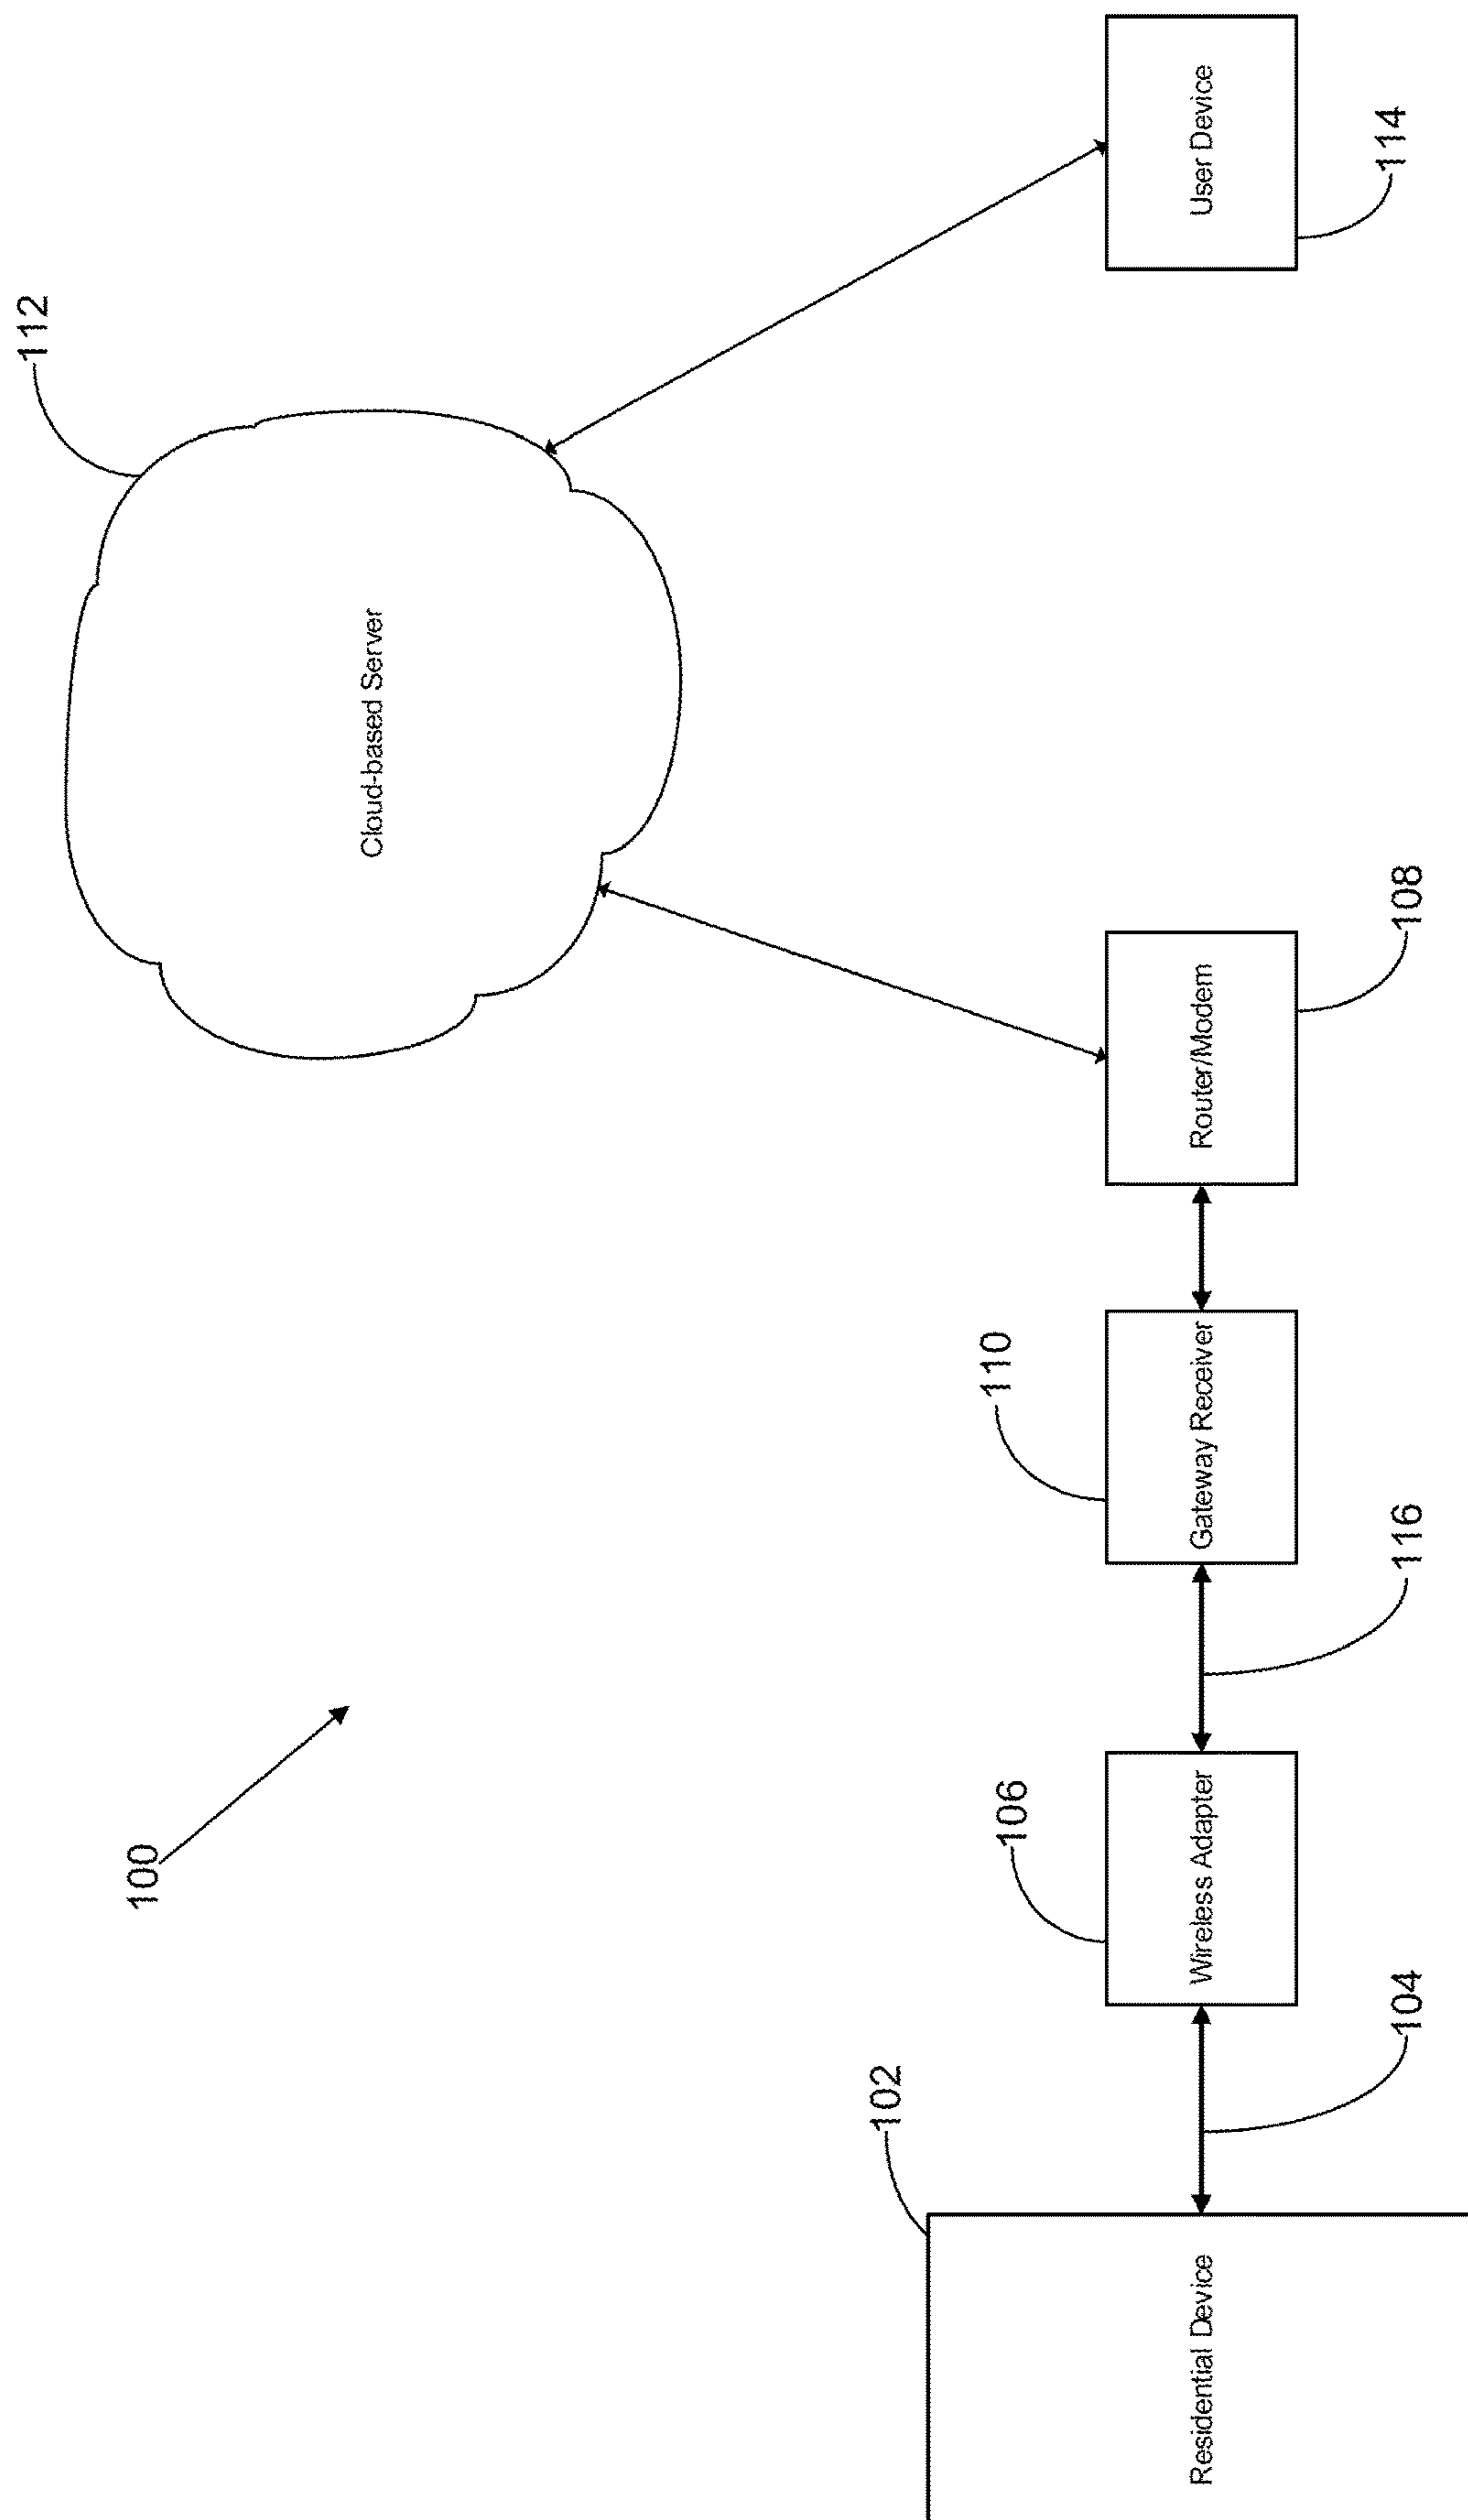 112
Cloud-based Server
100
102
Residential Device
104
106
Wireless Adapter
116
110
Gateway Receiver
Router/Modem
108
User Device
114